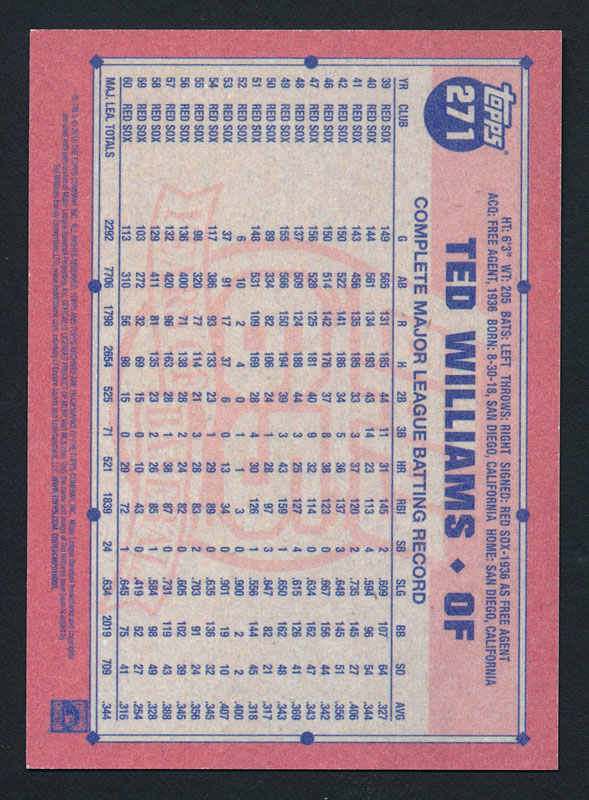 TOPPS
271
HT: 6'3" WT: 205 BATS: LEFT THROWS: RIGHT SIGNED: RED SOX-1936 AS FREE AGENT
ACQ: FREE AGENT, 1936 BORN: 8-30-18, SAN DIEGO, CALIFORNIA HOME: SAN DIEGO, CALIFORNIA
TED WILLIAMS ◆ OF
COMPLETE MAJOR LEAGUE BATTING RECORD
YR CLUB G AB R H 2B 3B HR RBI SB SLG BB SO AVG
39 RED SOX 149 565 131 185 44 11 31 145 2 .609 107 64 .327
40 RED SOX 144 561 134 193 43 14 23 113 4 .594 96 54 .344
41 RED SOX 143 456 135 185 33 3 37 120 2 .735 145 27 .406
42 RED SOX 150 522 141 186 34 5 36 137 3 .648 145 51 .356
46 RED SOX 150 514 142 176 37 8 38 123 0 .667 156 44 .342
47 RED SOX 156 528 125 181 40 9 32 114 0 .634 162 47 .343
48 RED SOX 137 509 124 188 44 3 25 127 4 .615 126 41 .369
49 RED SOX 155 566 150 194 39 3 43 159 1 .650 162 48 .343
50 RED SOX 89 334 82 106 24 1 28 97 3 .647 82 21 .317
51 RED SOX 148 531 109 169 28 4 30 126 1 .556 144 45 .318
52 RED SOX 6 10 2 4 0 1 1 3 0 .900 2 0 .400
53 RED SOX 37 91 17 37 6 0 13 34 0 .901 19 10 .407
54 RED SOX 117 386 93 133 23 1 29 89 0 .635 136 32 .345
55 RED SOX 98 320 77 114 21 3 28 83 2 .703 91 24 .356
56 RED SOX 136 400 71 138 28 2 24 82 0 .605 102 39 .345
57 RED SOX 132 420 96 163 28 1 38 87 0 .731 119 43 .388
58 RED SOX 129 411 81 135 23 2 26 85 1 .584 98 49 .328
59 RED SOX 103 272 32 69 15 0 10 43 0 .419 52 27 .254
60 RED SOX 113 310 56 98 15 0 29 72 1 .645 75 41 .316
MAJ. LEA. TOTALS 2292 7706 1798 2654 525 71 521 1839 24 .634 2019 709 .344